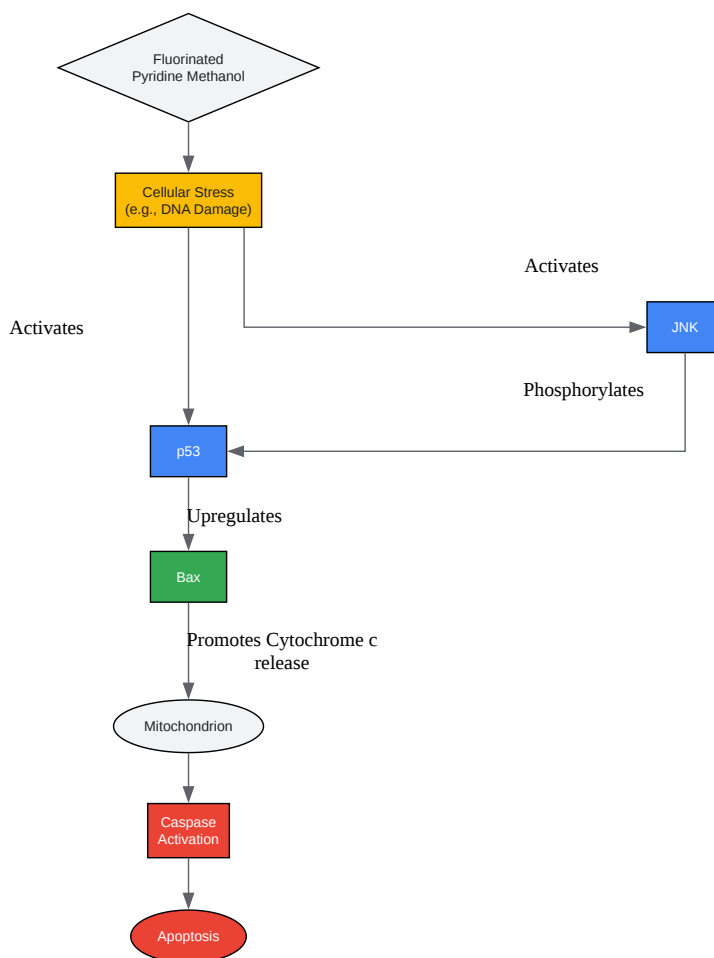 Fluorinated
Pyridine Methanol
Cellular Stress
(e.g., DNA Damage)
Activates
Activates
JNK
Phosphorylates
p53
Upregulates
Bax
Promotes Cytochrome c
release
Mitochondrion
Caspase
Activation
Apoptosis